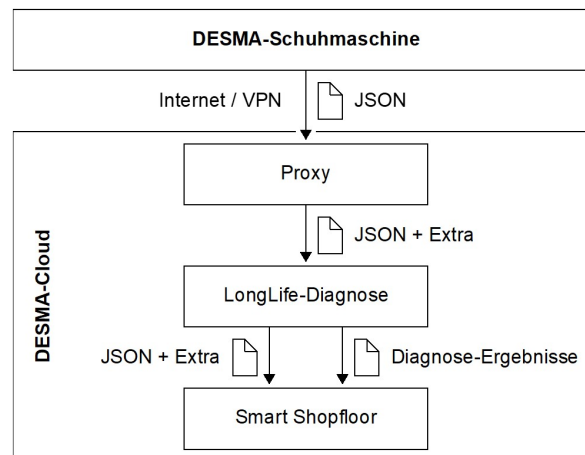 DESMA-Schuhmaschine
Internet / VPN
JSON
DESMA-Cloud
Proxy
JSON + Extra
LongLife-Diagnose
JSON + Extra
Diagnose-Ergebnisse
Smart Shopfloor